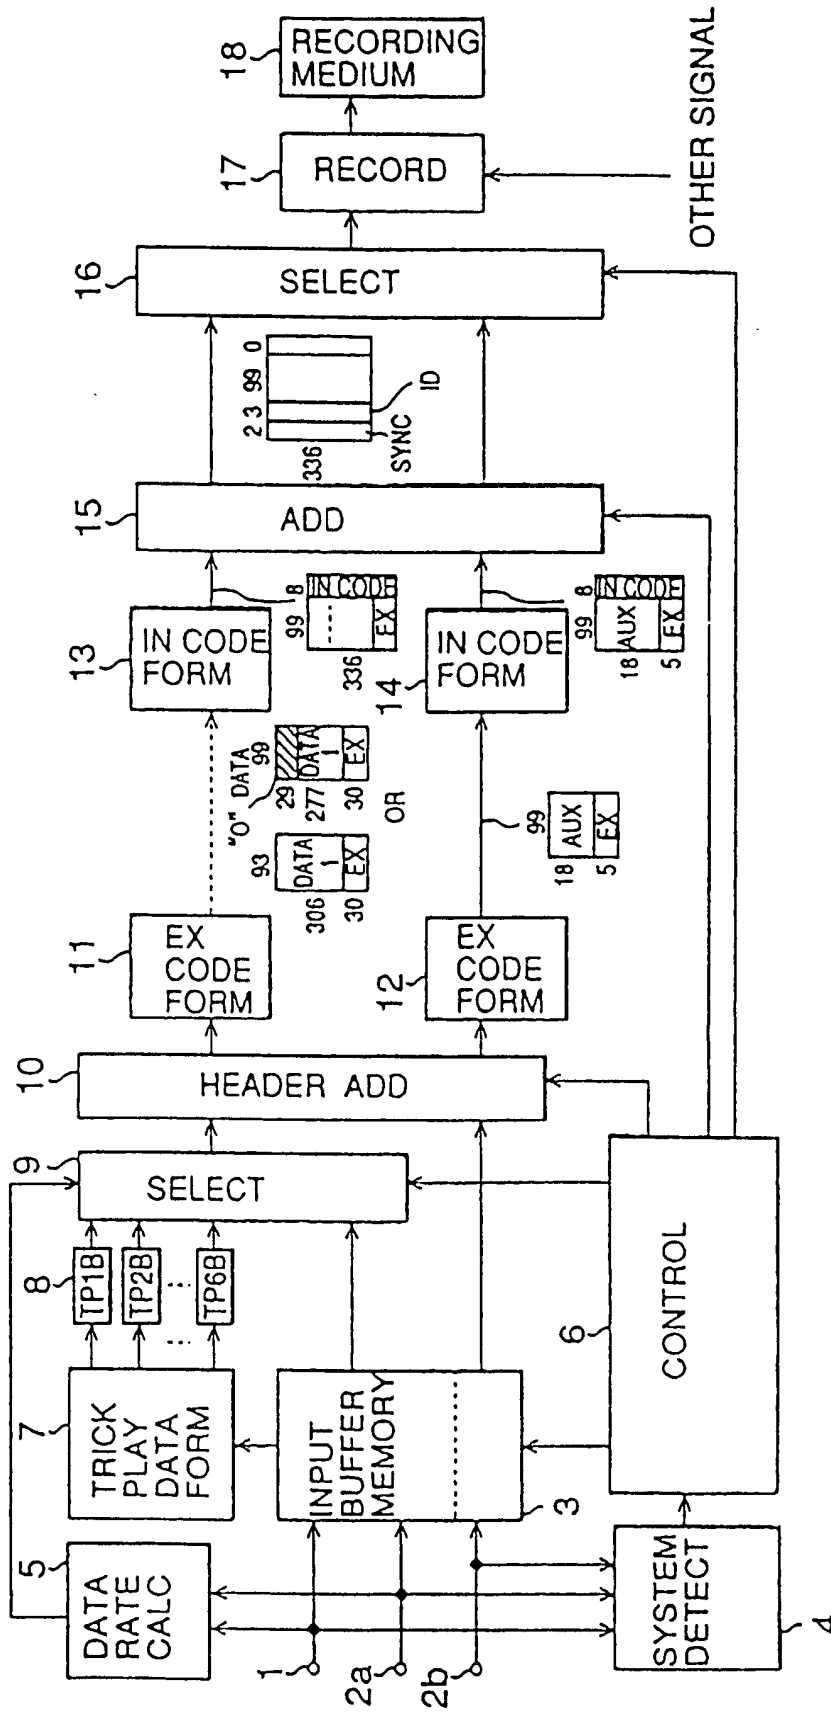 1
2a
2b
5
DATA
RATE
CALC
SYSTEM
DETECT
4
7
TRICK
PLAY
DATA
FORM
INPUT
BUFFER
MEMORY
3
6
CONTROL
8
TP1B
TP2B
TP6B
9
SELECT
10
HEADER ADD
11
EX
CODE
FORM
12
EX
CODE
FORM
93
306
DATA
1
30
EX
"0" DATA
99
29
277
DATA
1
30
EX
OR
99
18
AUX
5
EX
13
IN CODE
FORM
14
IN CODE
FORM
99
8
336
IN CODE
EX
99
8
18
AUX
IN CODE
5
EX
15
ADD
2 3 99 0
336
SYNC
ID
16
SELECT
17
RECORD
18
RECORDING
MEDIUM
OTHER SIGNAL